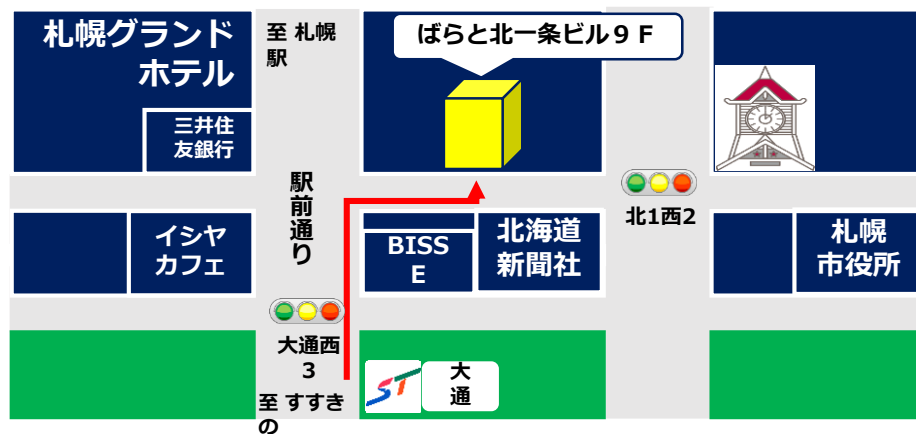 札幌グランド
ホテル
三井住
友銀行
至 札幌
駅
ばらと北一条ビル9F
駅前通り
北1西2
イシヤ
カフェ
BISS
E
北海道
新聞社
札幌
市役所
大通西
3
至 すすき
の
ST
大
通